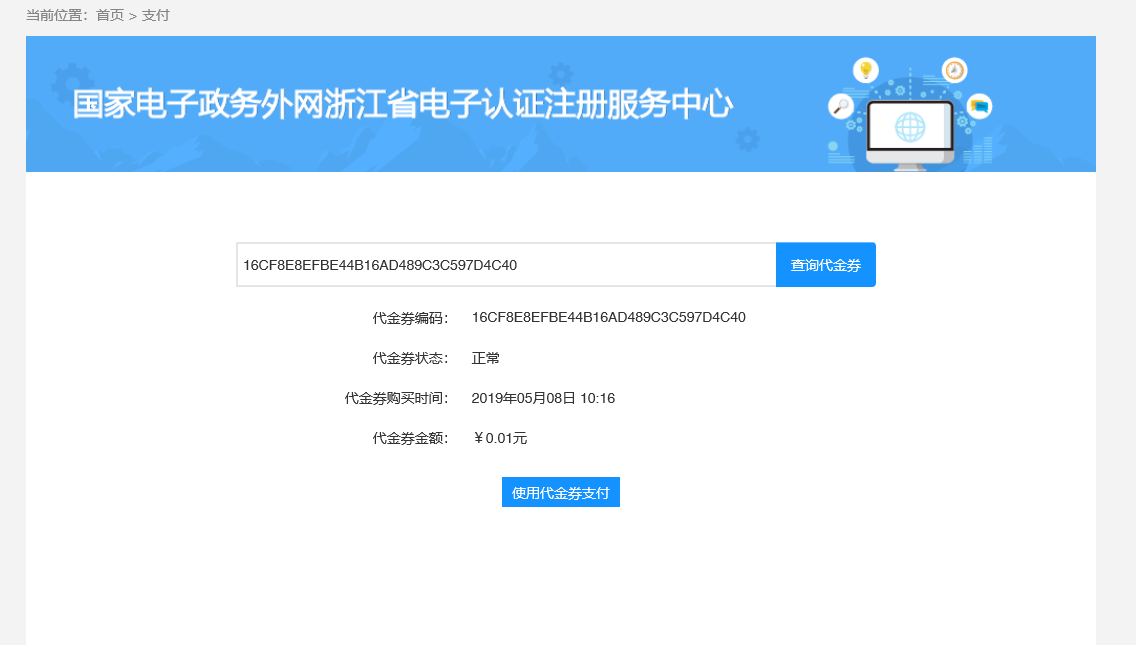 当前位置：首页 > 支付
国家电子政务外网浙江省电子认证注册服务中心
16CF8E8EFBE44B16AD489C3C597D4C40 查询代金券
代金券编码： 16CF8E8EFBE44B16AD489C3C597D4C40
代金券状态： 正常
代金券购买时间： 2019年05月08日 10:16
代金券金额： ￥0.01元
使用代金券支付